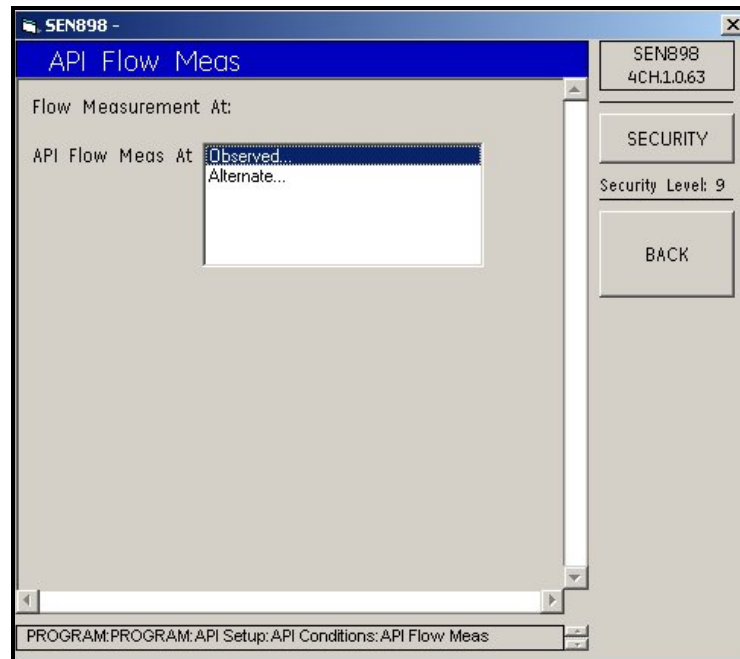 SEN898 -
API Flow Meas
Flow Measurement At:
API Flow Meas At
Observed...
Alternate...
SEN898
4CH.1.0.63
SECURITY
Security Level: 9
BACK
PROGRAM:PROGRAM:API Setup:API Conditions:API Flow Meas